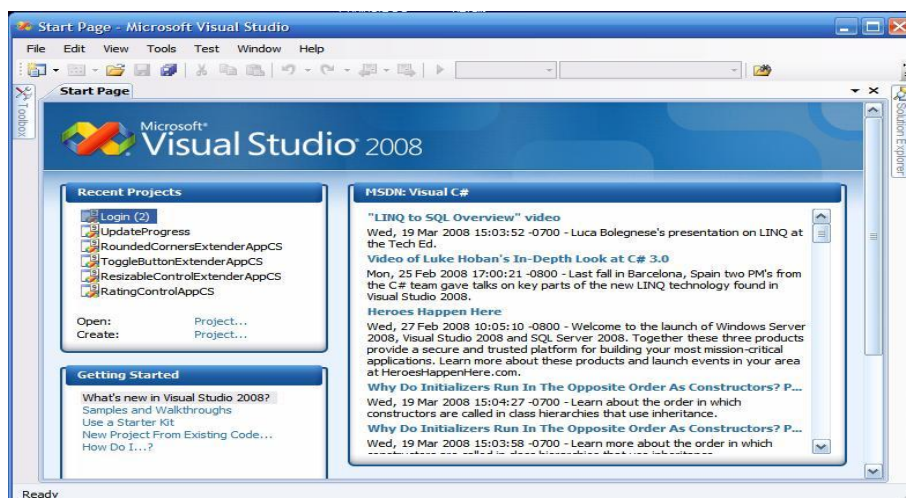 Start Page - Microsoft Visual Studio
File Edit View Tools Test Window Help
Toolbox
Start Page
Solution Explorer
Microsoft
Visual Studio 2008
Recent Projects
Login (2)
UpdateProgress
RoundedCornersExtenderAppCS
ToggleButtonExtenderAppCS
ResizableControlExtenderAppCS
RatingControlAppCS
Open: Project...
Create: Project...
Getting Started
What's new in Visual Studio 2008?
Samples and Walkthroughs
Use a Starter Kit
New Project From Existing Code...
How Do I...?
MSDN: Visual C#
"LINQ to SQL Overview" video
Wed, 19 Mar 2008 15:03:52 -0700 - Luca Bolegnese's presentation on LINQ at
the Tech Ed.
Video of Luke Hoban's In-Depth Look at C# 3.0
Mon, 25 Feb 2008 17:00:21 -0800 - Last fall in Barcelona, Spain two PM's from
the C# team gave talks on key parts of the new LINQ technology found in
Visual Studio 2008.
Heroes Happen Here
Wed, 27 Feb 2008 10:05:10 -0800 - Welcome to the launch of Windows Server
2008, Visual Studio 2008 and SQL Server 2008. Together these three products
provide a secure and trusted platform for building your most mission-critical
applications. Learn more about these products and launch events in your area
at HeroesHappenHere.com.
Why Do Initializers Run In The Opposite Order As Constructors? P...
Wed, 19 Mar 2008 15:04:27 -0700 - Learn about the order in which
constructors are called in class hierarchies that use inheritance.
Why Do Initializers Run In The Opposite Order As Constructors? P...
Wed, 19 Mar 2008 15:03:58 -0700 - Learn more about the order in which
Ready